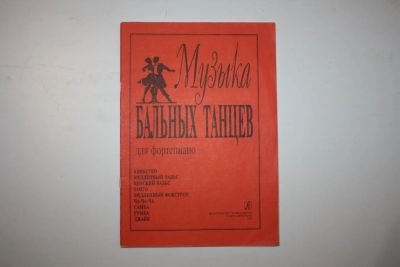 Музыка
БАЛЬНЫХ ТАНЦЕВ
для фортепиано
КВИКСТЕП
МЕДЛЕННЫЙ ВАЛЬС
ВЕНСКИЙ ВАЛЬС
ТАНГО
МЕДЛЕННЫЙ ФОКСТРОТ
ЧА-ЧА-ЧА
САМБА
РУМБА
ДЖАЙВ